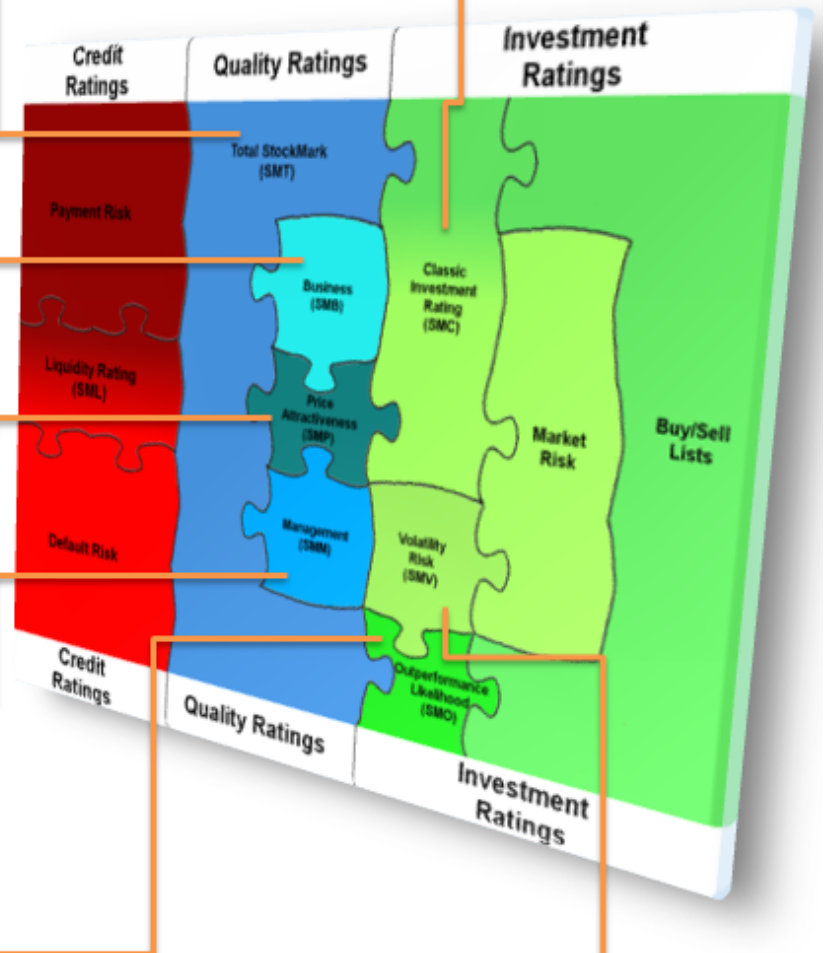 Credit
Ratings
Quality Ratings
Investment
Ratings
Payment Risk
Liquidity Rating
(SML)
Default Risk
Total StockMark
(SMT)
Business
(SMB)
Price
Attractiveness
(SMP)
Management
(SMM)
Classic
Investment
Rating
(SMC)
Volatility
Risk
(SMV)
Outperformance
Likelihood
(SMO)
Market
Risk
Buy/Sell
Lists
Credit
Ratings
Quality Ratings
Investment
Ratings